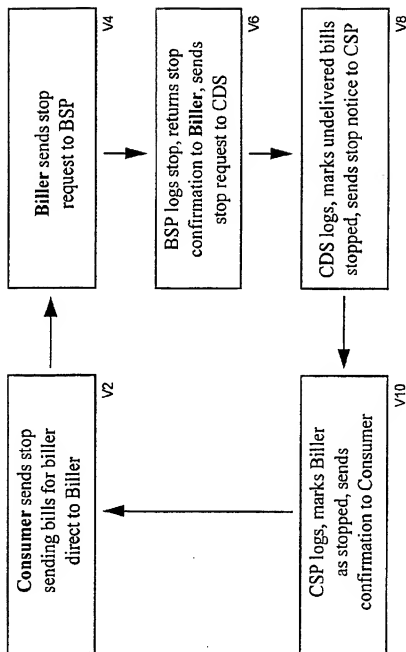 Consumer sends stop
sending bills for biller
direct to Biller
V2
Biller sends stop
request to BSP
V4
BSP logs stop, returns stop
confirmation to Biller, sends
stop request to CDS
V6
CDS logs, marks undelivered bills
stopped, sends stop notice to CSP
V8
CSP logs, marks Biller
as stopped, sends
confirmation to Consumer
V10